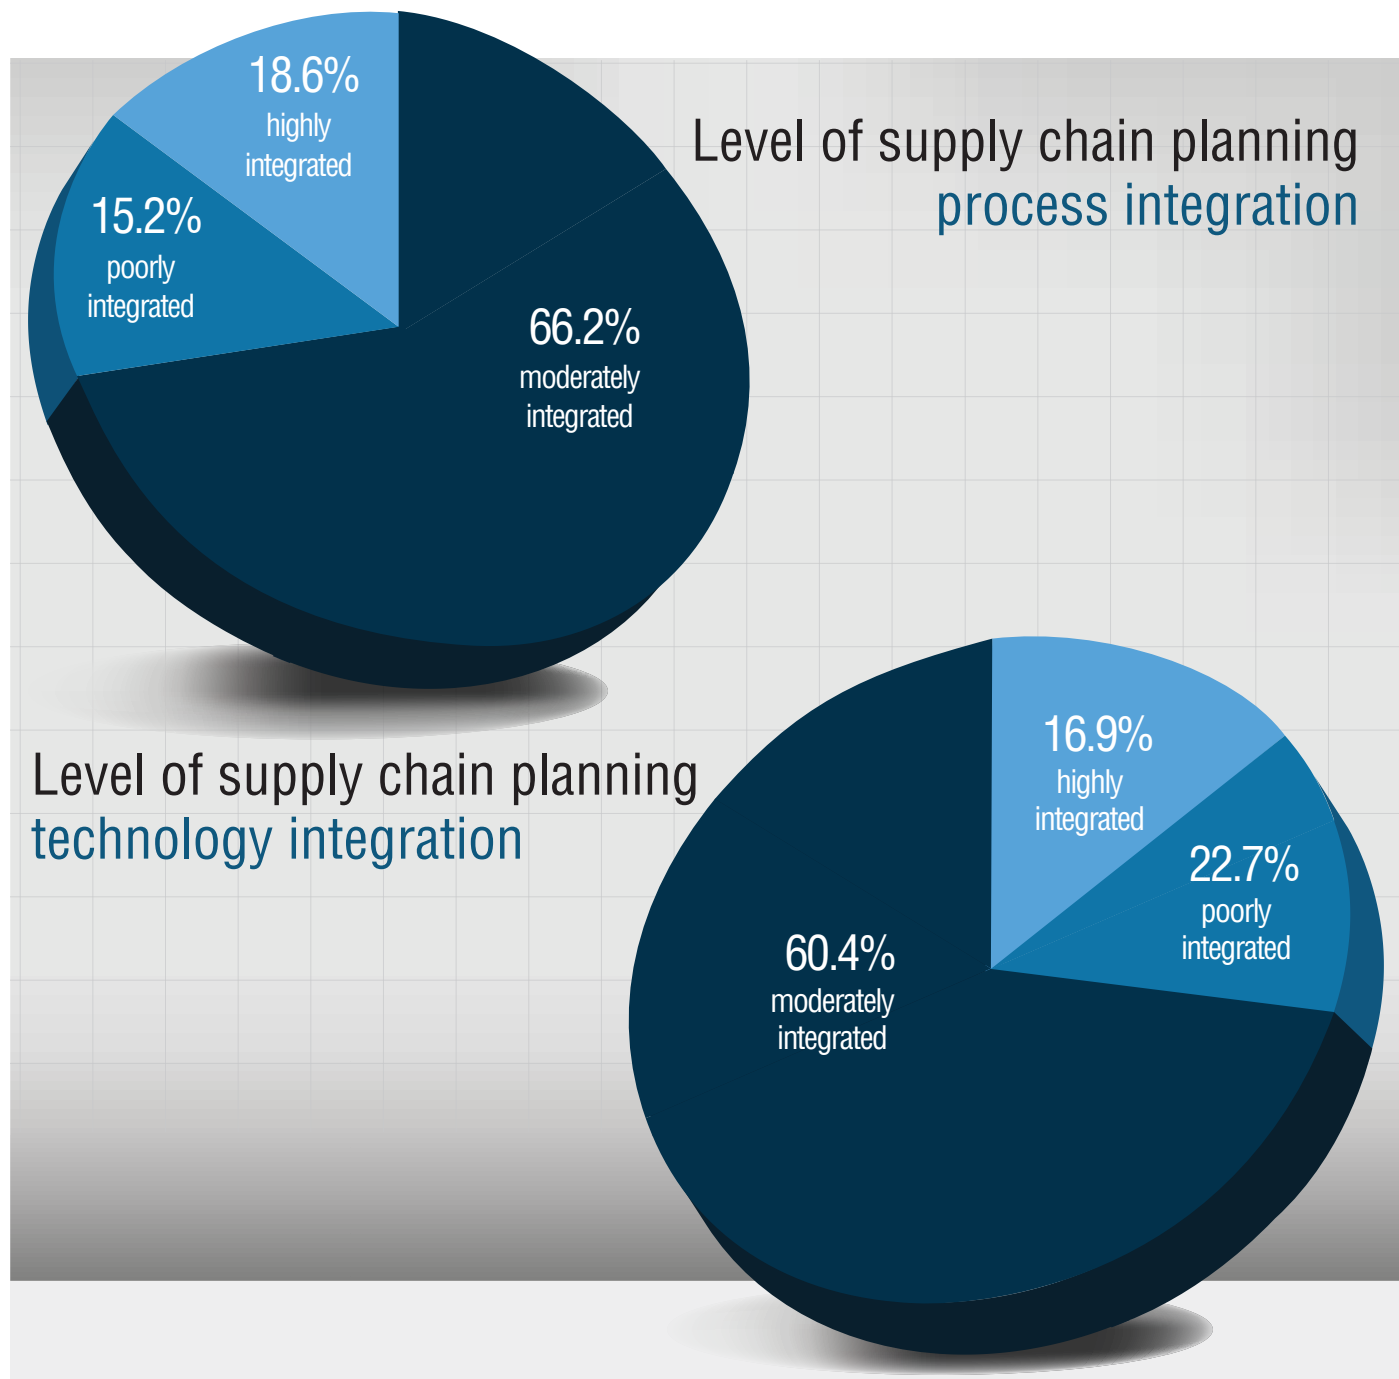 18.6%
highly
integrated
15.2%
poorly
integrated
66.2%
moderately
integrated
Level of supply chain planning
process integration
Level of supply chain planning
technology integration
16.9%
highly
integrated
22.7%
poorly
integrated
60.4%
moderately
integrated